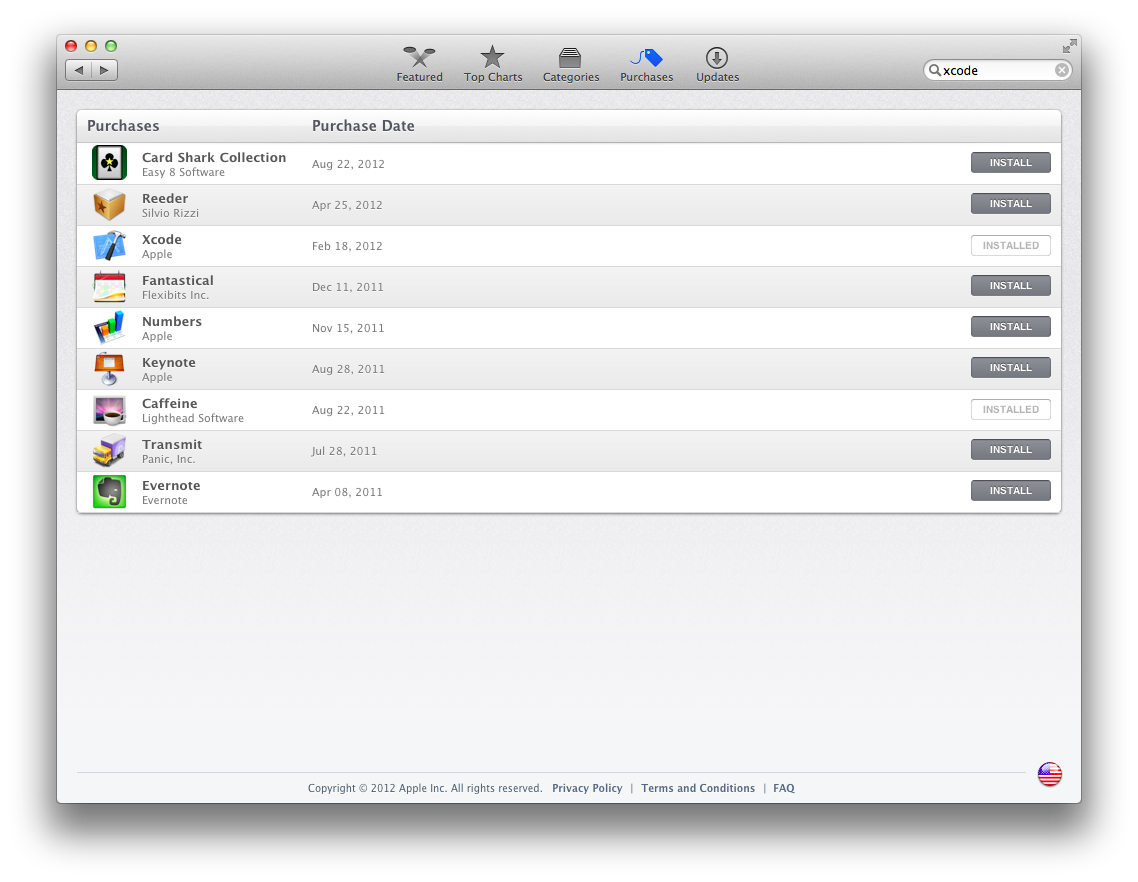 Featured
Top Charts
Categories
Purchases
Updates
xcode
Purchases Purchase Date
Card Shark Collection
Easy 8 Software
Aug 22, 2012
INSTALL
Reeder
Silvio Rizzi
Apr 25, 2012
INSTALL
Xcode
Apple
Feb 18, 2012
INSTALLED
Fantastical
Flexibits Inc.
Dec 11, 2011
INSTALL
Numbers
Apple
Nov 15, 2011
INSTALL
Keynote
Apple
Aug 28, 2011
INSTALL
Caffeine
Lighthead Software
Aug 22, 2011
INSTALLED
Transmit
Panic, Inc.
Jul 28, 2011
INSTALL
Evernote
Evernote
Apr 08, 2011
INSTALL
Copyright © 2012 Apple Inc. All rights reserved. Privacy Policy | Terms and Conditions | FAQ